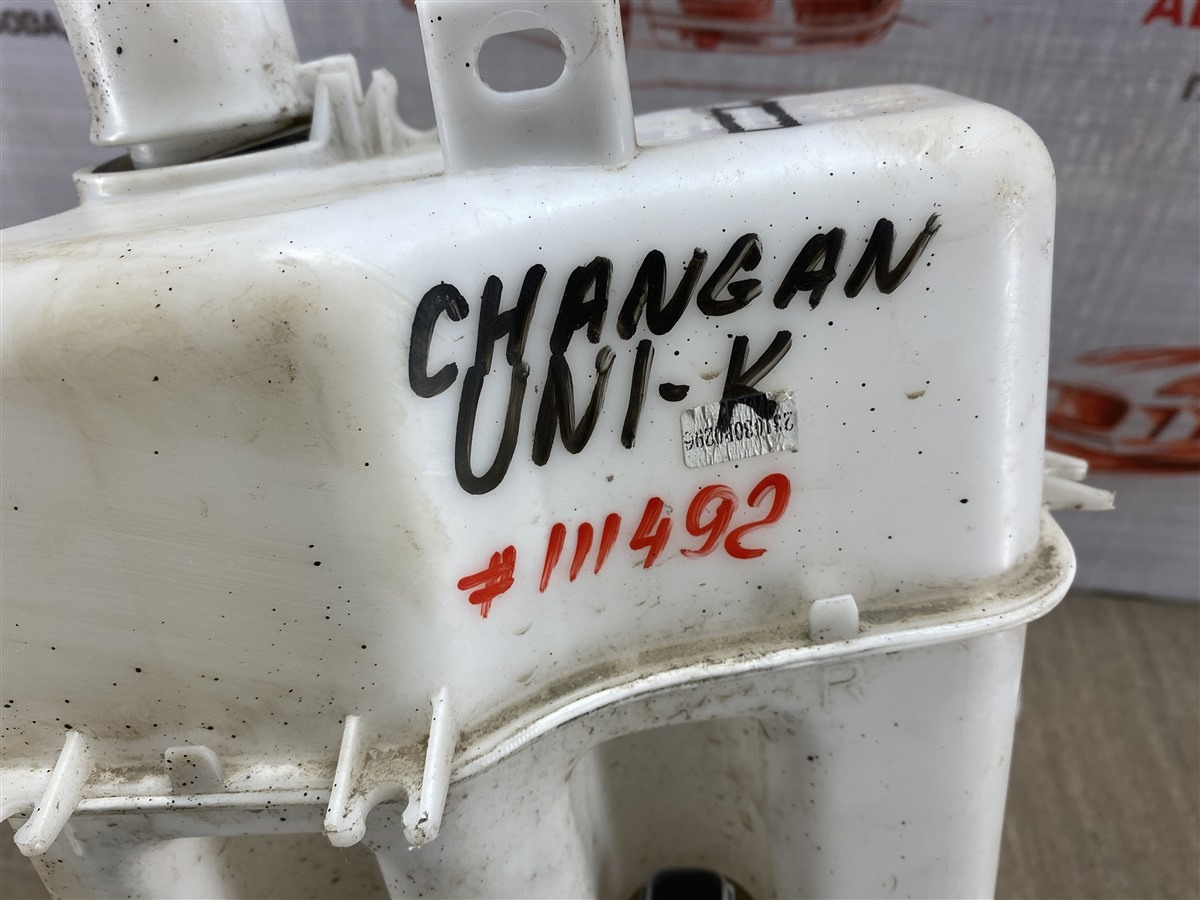 CHANGAN
UNI-K
#111492
R